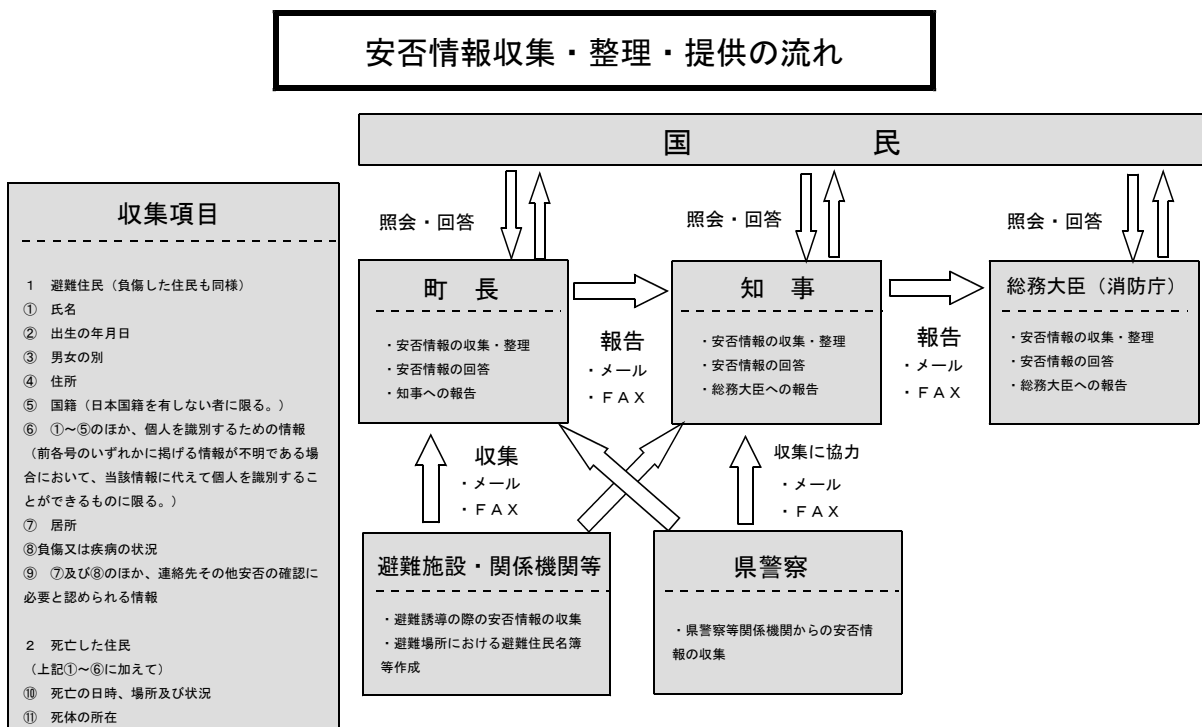 安否情報収集・整理・提供の流れ
国　民
照会・回答
照会・回答
照会・回答
収集項目
1　避難住民（負傷した住民も同様）
①　氏名
②　出生の年月日
③　男女の別
④　住所
⑤　国籍（日本国籍を有しない者に限る。）
⑥　①～⑤のほか、個人を識別するための情報
（前各号のいずれかに掲げる情報が不明である場
合において、当該情報に代えて個人を識別するこ
とができるものに限る。）
⑦　居所
⑧負傷又は疾病の状況
⑨　⑦及び⑧のほか、連絡先その他安否の確認に
必要と認められる情報
2　死亡した住民
（上記①～⑥に加えて）
⑩　死亡の日時、場所及び状況
⑪　死体の所在
町　長
・安否情報の収集・整理
・安否情報の回答
・知事への報告
報告
・メール
・ＦＡＸ
知　事
・安否情報の収集・整理
・安否情報の回答
・総務大臣への報告
報告
・メール
・ＦＡＸ
総務大臣（消防庁）
・安否情報の収集・整理
・安否情報の回答
・総務大臣への報告
収集
・メール
・ＦＡＸ
収集に協力
・メール
・ＦＡＸ
避難施設・関係機関等
・避難誘導の際の安否情報の収集
・避難場所における避難住民名簿
等作成
県警察
・県警察等関係機関からの安否情
報の収集